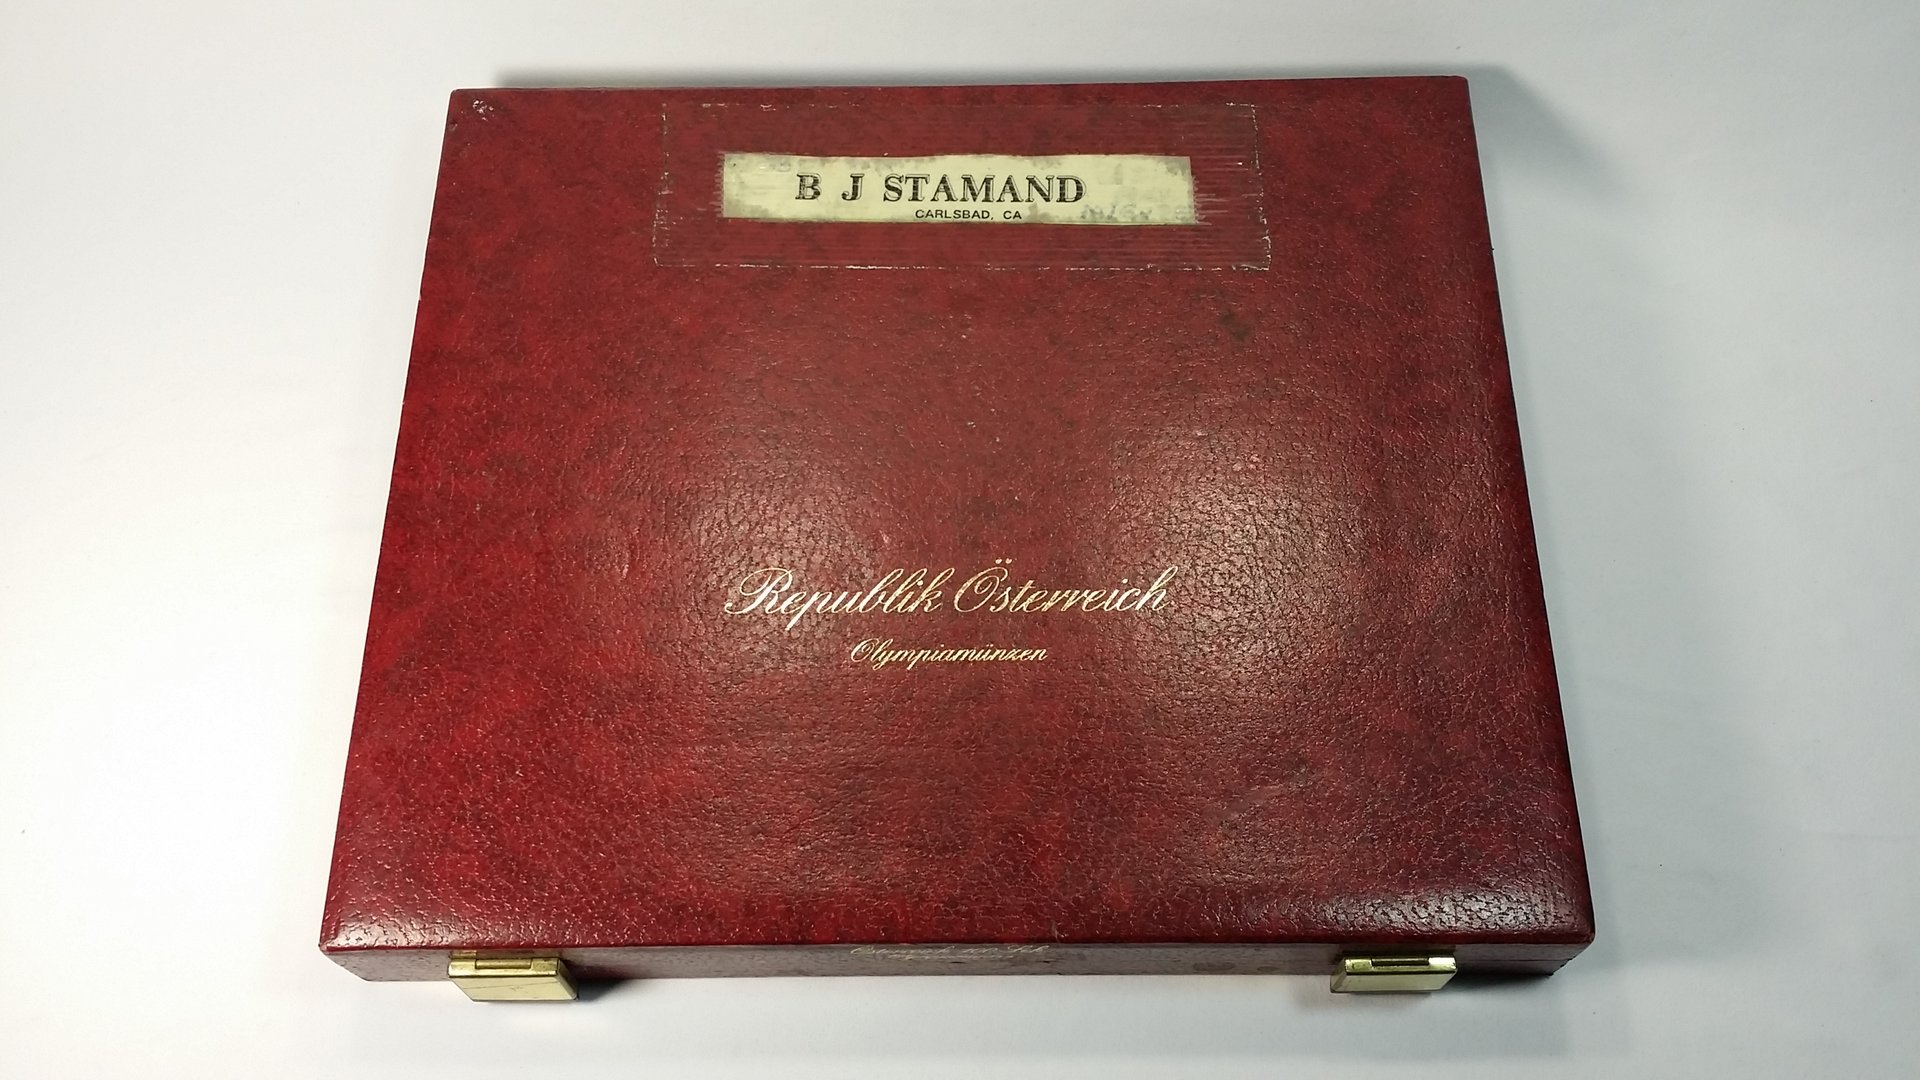 B J STAMAND
CARLSBAD, CA
Republik Österreich
Olympiamünzen